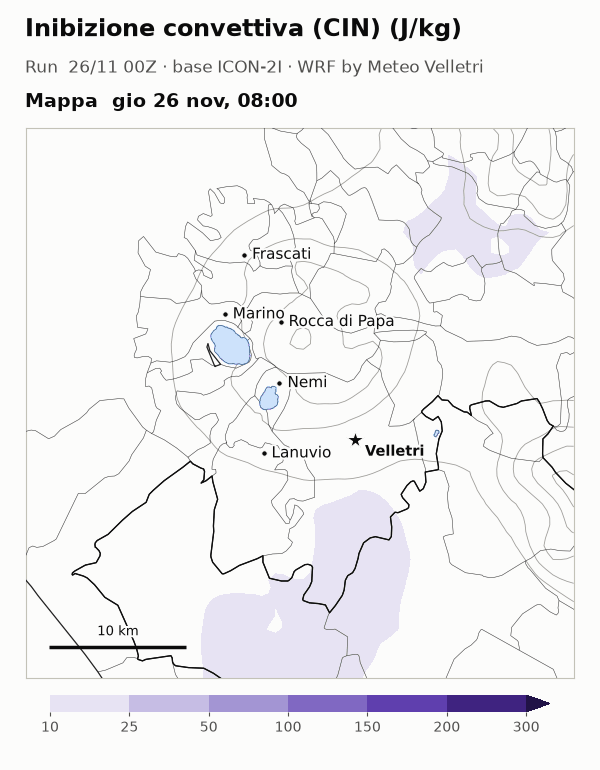 Inibizione convettiva (CIN) (J/kg)
Run 26/11 00Z · base ICON-2I · WRF by Meteo Velletri
Mappa gio 26 nov, 08:00
Frascati
Marino
Rocca di Papa
Nemi
Velletri
Lanuvio
10 km
10 25 50 100 150 200 300